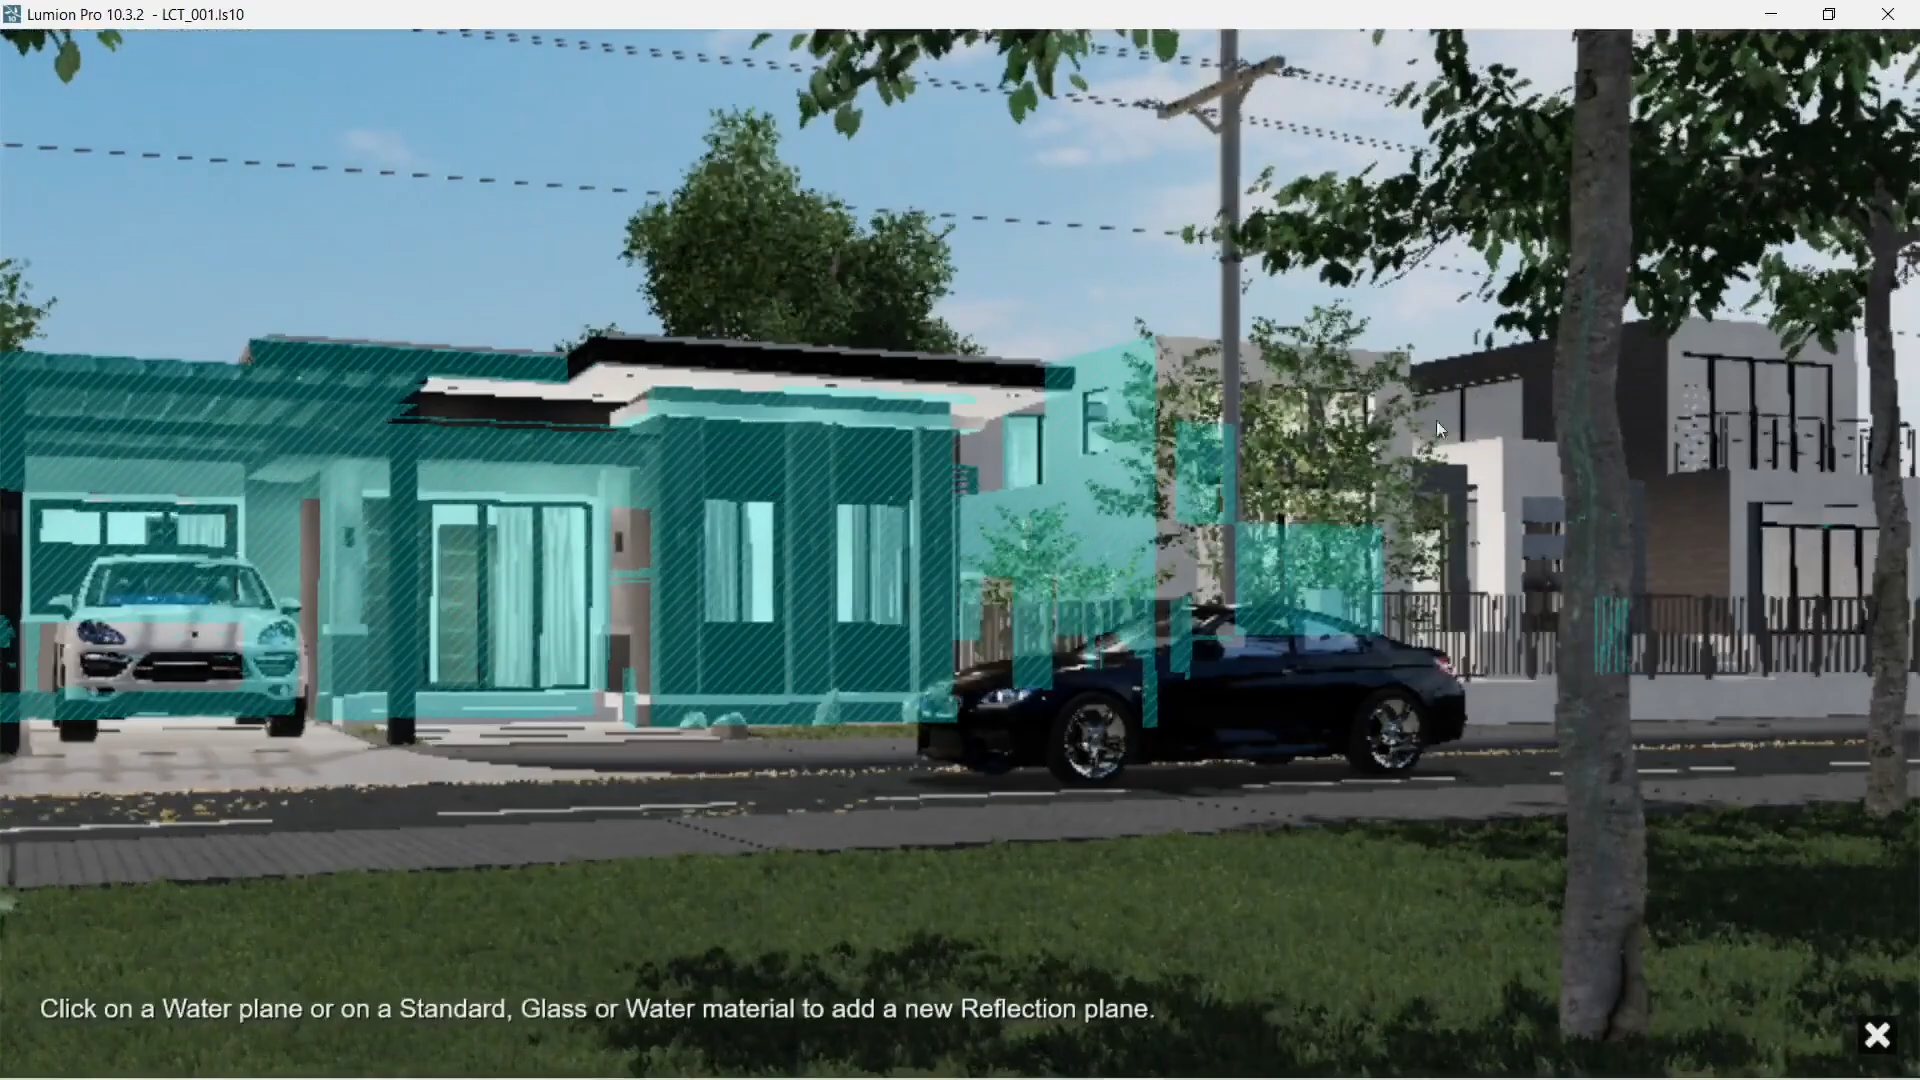 Lumion Pro 10.3.2 - LCT_001.ls10
Click on a Water plane or on a Standard, Glass or Water material to add a new Reflection plane.